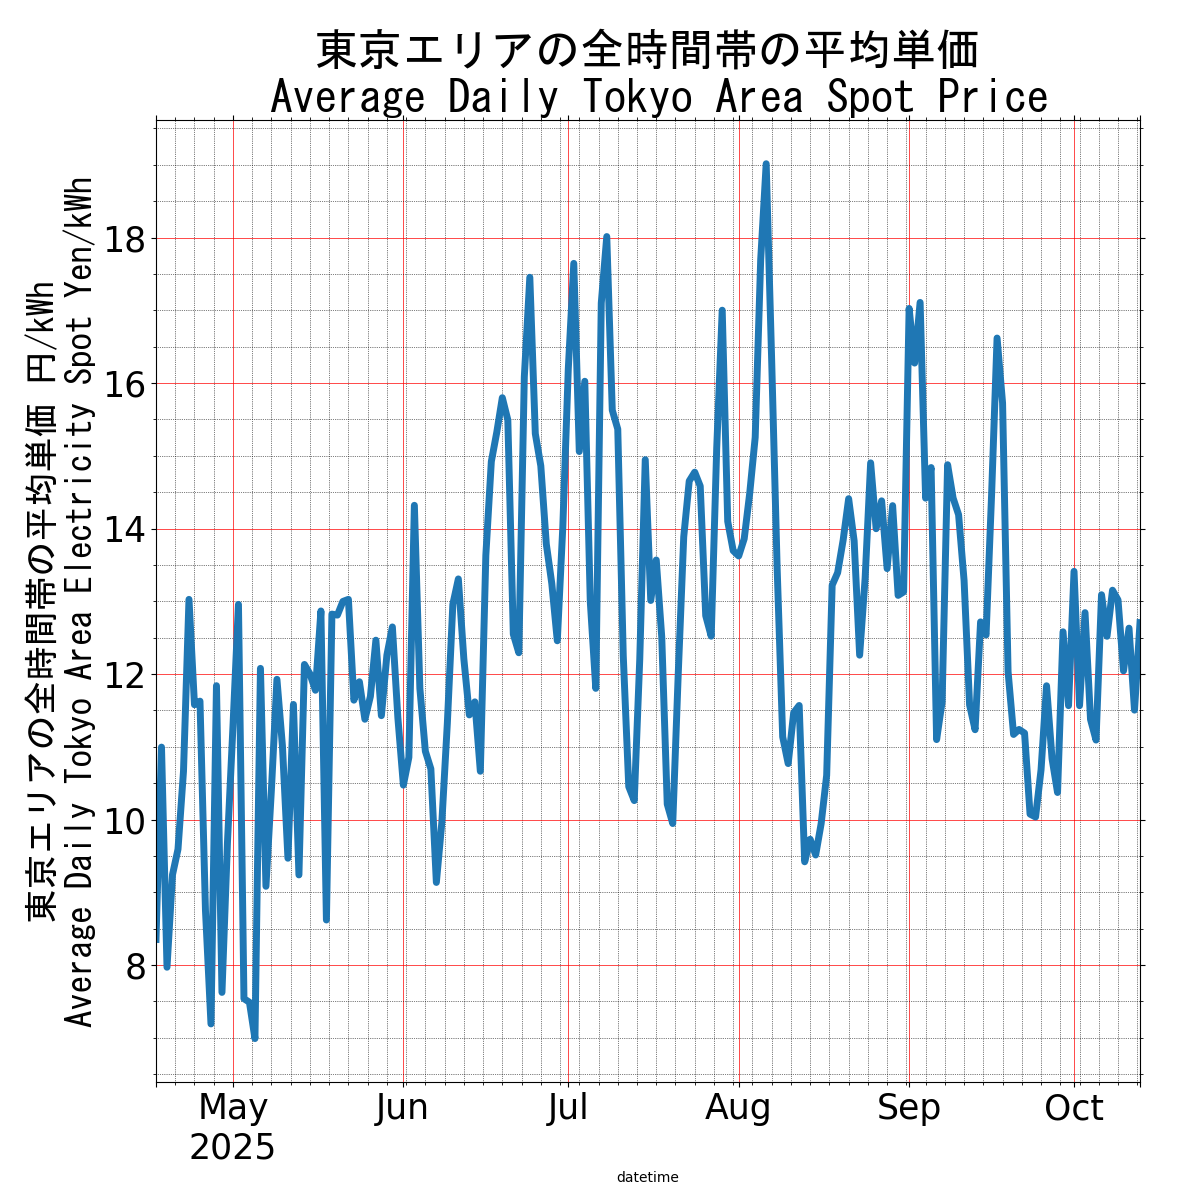 東京エリアの全時間帯の平均単価
Average Daily Tokyo Area Spot Price
東京エリアの全時間帯の平均単価 円/kWh
Average Daily Tokyo Area Electricity Spot Yen/kWh
18
16
14
12
10
8
May
Jun
Jul
Aug
Sep
Oct
2025
datetime